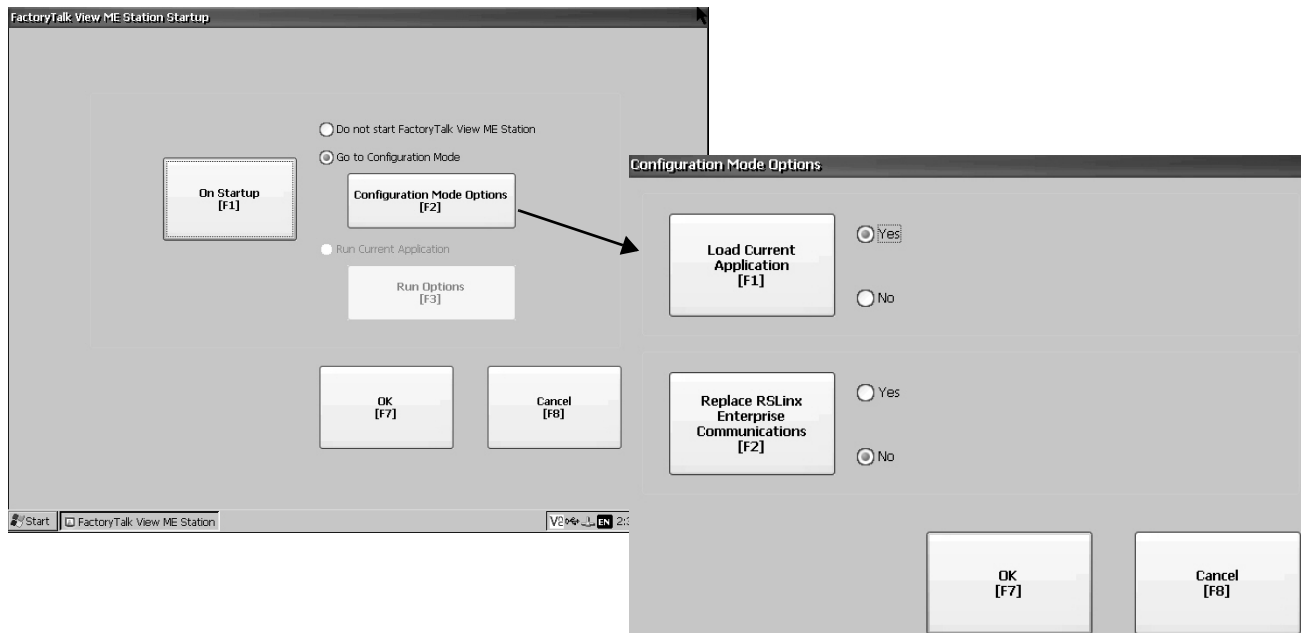 FactoryTalk View ME Station Startup
Do not start FactoryTalk View ME Station
Go to Configuration Mode
On Startup
[F1]
Configuration Mode Options
[F2]
Run Current Application
Run Options
[F3]
OK
[F7]
Cancel
[F8]
Start
FactoryTalk View ME Station
EN
Configuration Mode Options
Load Current
Application
[F1]
Yes
No
Replace RSLinx
Enterprise
Communications
[F2]
Yes
No
OK
[F7]
Cancel
[F8]